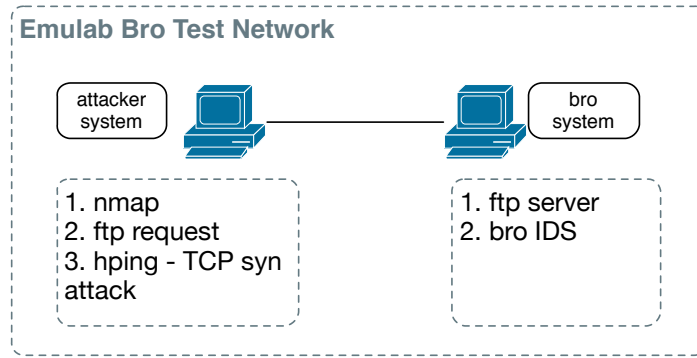 Emulab Bro Test Network
attacker
system
bro
system
1. nmap
2. ftp request
3. hping - TCP syn
attack
1. ftp server
2. bro IDS